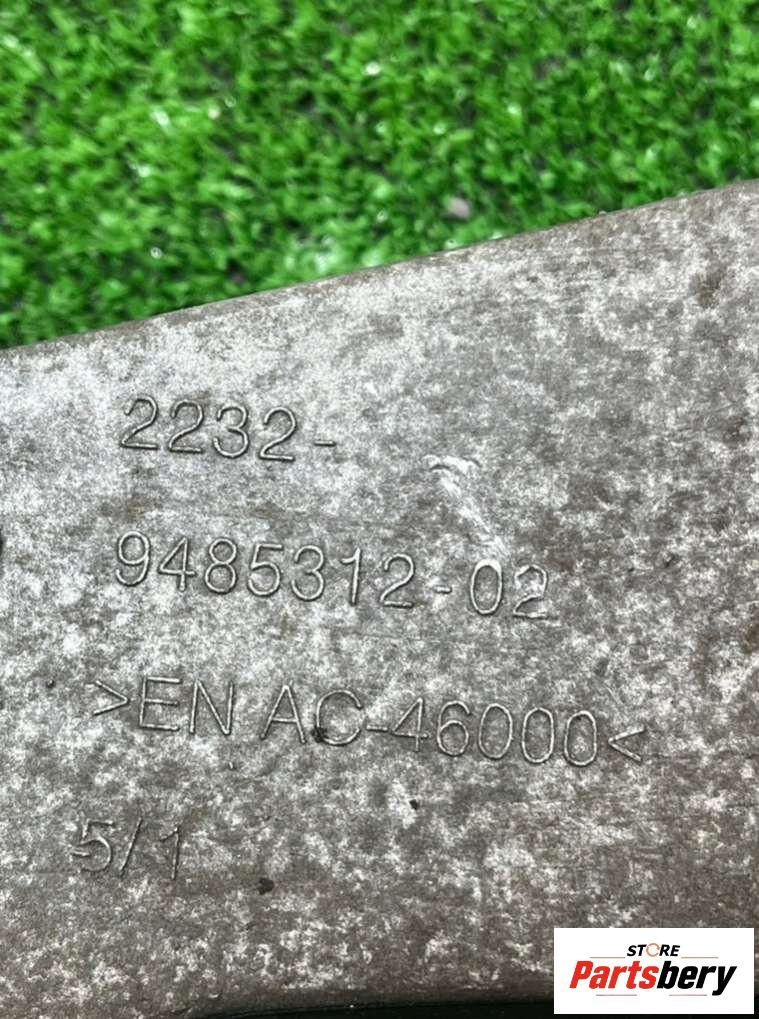 2232-
9485312-02
>EN AC-46000<
5/1
STORE
Partsbery